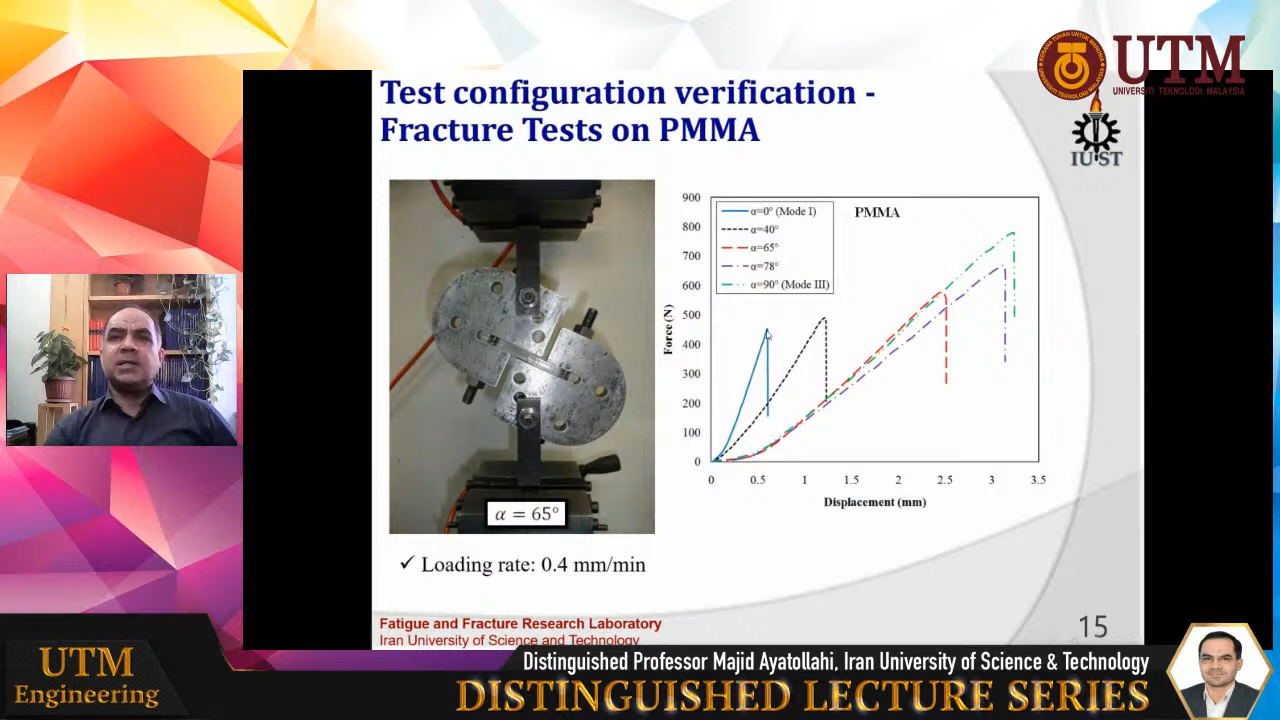 UTM
UNIVERSITI TEKNOLOGI MALAYSIA
IUST
Test configuration verification -
Fracture Tests on PMMA
α = 65°
900
800
700
600
500
400
300
200
100
0
Force (N)
α=0° (Mode I)
α=40°
α=65°
α=78°
α=90° (Mode III)
PMMA
0 0.5 1 1.5 2 2.5 3 3.5
Displacement (mm)
✓ Loading rate: 0.4 mm/min
Fatigue and Fracture Research Laboratory
Iran University of Science and Technology
15
UTM
Engineering
Distinguished Professor Majid Ayatollahi, Iran University of Science & Technology
DISTINGUISHED LECTURE SERIES